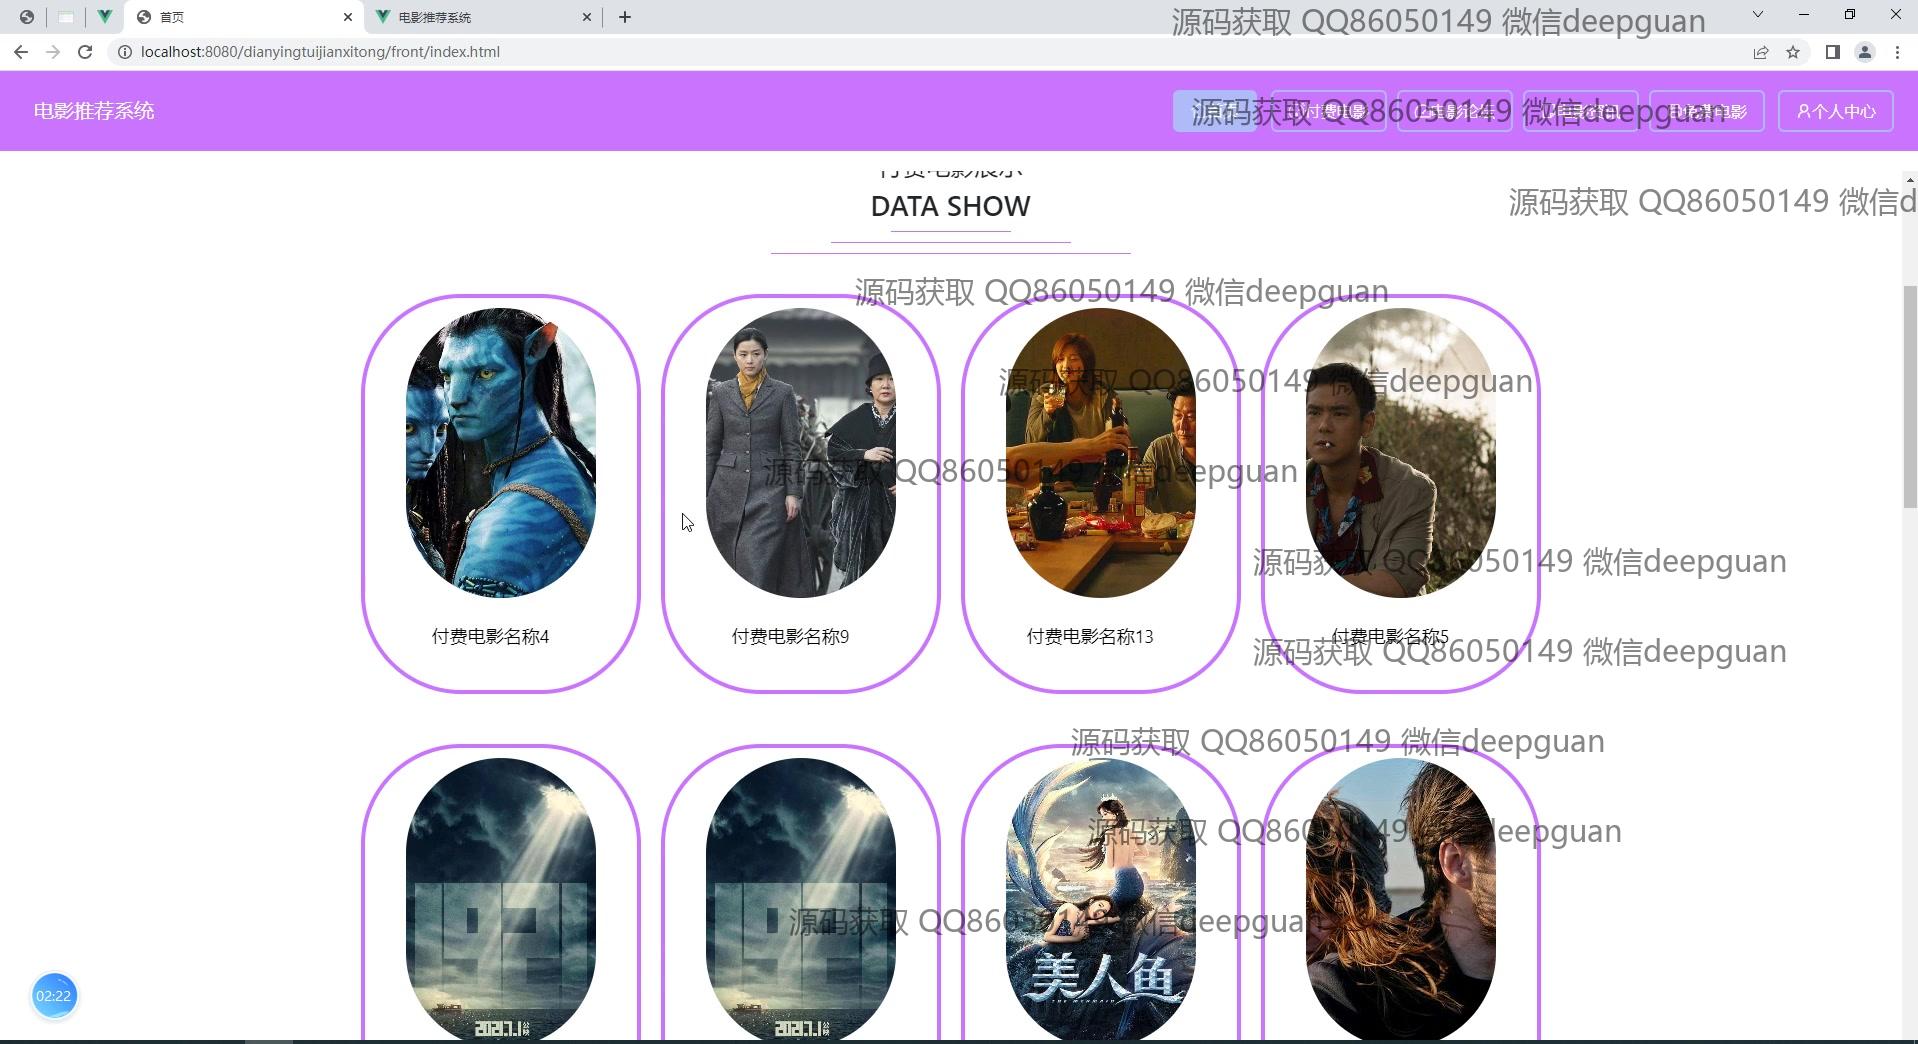 首页
电影推荐系统
源码获取 QQ86050149 微信deepguan
localhost:8080/dianyingtuijianxitong/front/index.html
电影推荐系统
源码获取 QQ86050149 微信deepguan
个人中心
付费电影展示
源码获取 QQ86050149 微信d
DATA SHOW
源码获取 QQ86050149 微信deepguan
源码获取 QQ86050149 微信deepguan
源码获取 QQ86050149 微信deepguan
源码获取 QQ86050149 微信deepguan
付费电影名称4
付费电影名称9
付费电影名称13
付费电影名称5
源码获取 QQ86050149 微信deepguan
源码获取 QQ86050149 微信deepguan
源码获取 QQ86050149 微信deepguan
源码获取 QQ86050149 微信deepguan
美人鱼
THE MERMAID
02:22
2021.7.1公映
2021.7.1公映